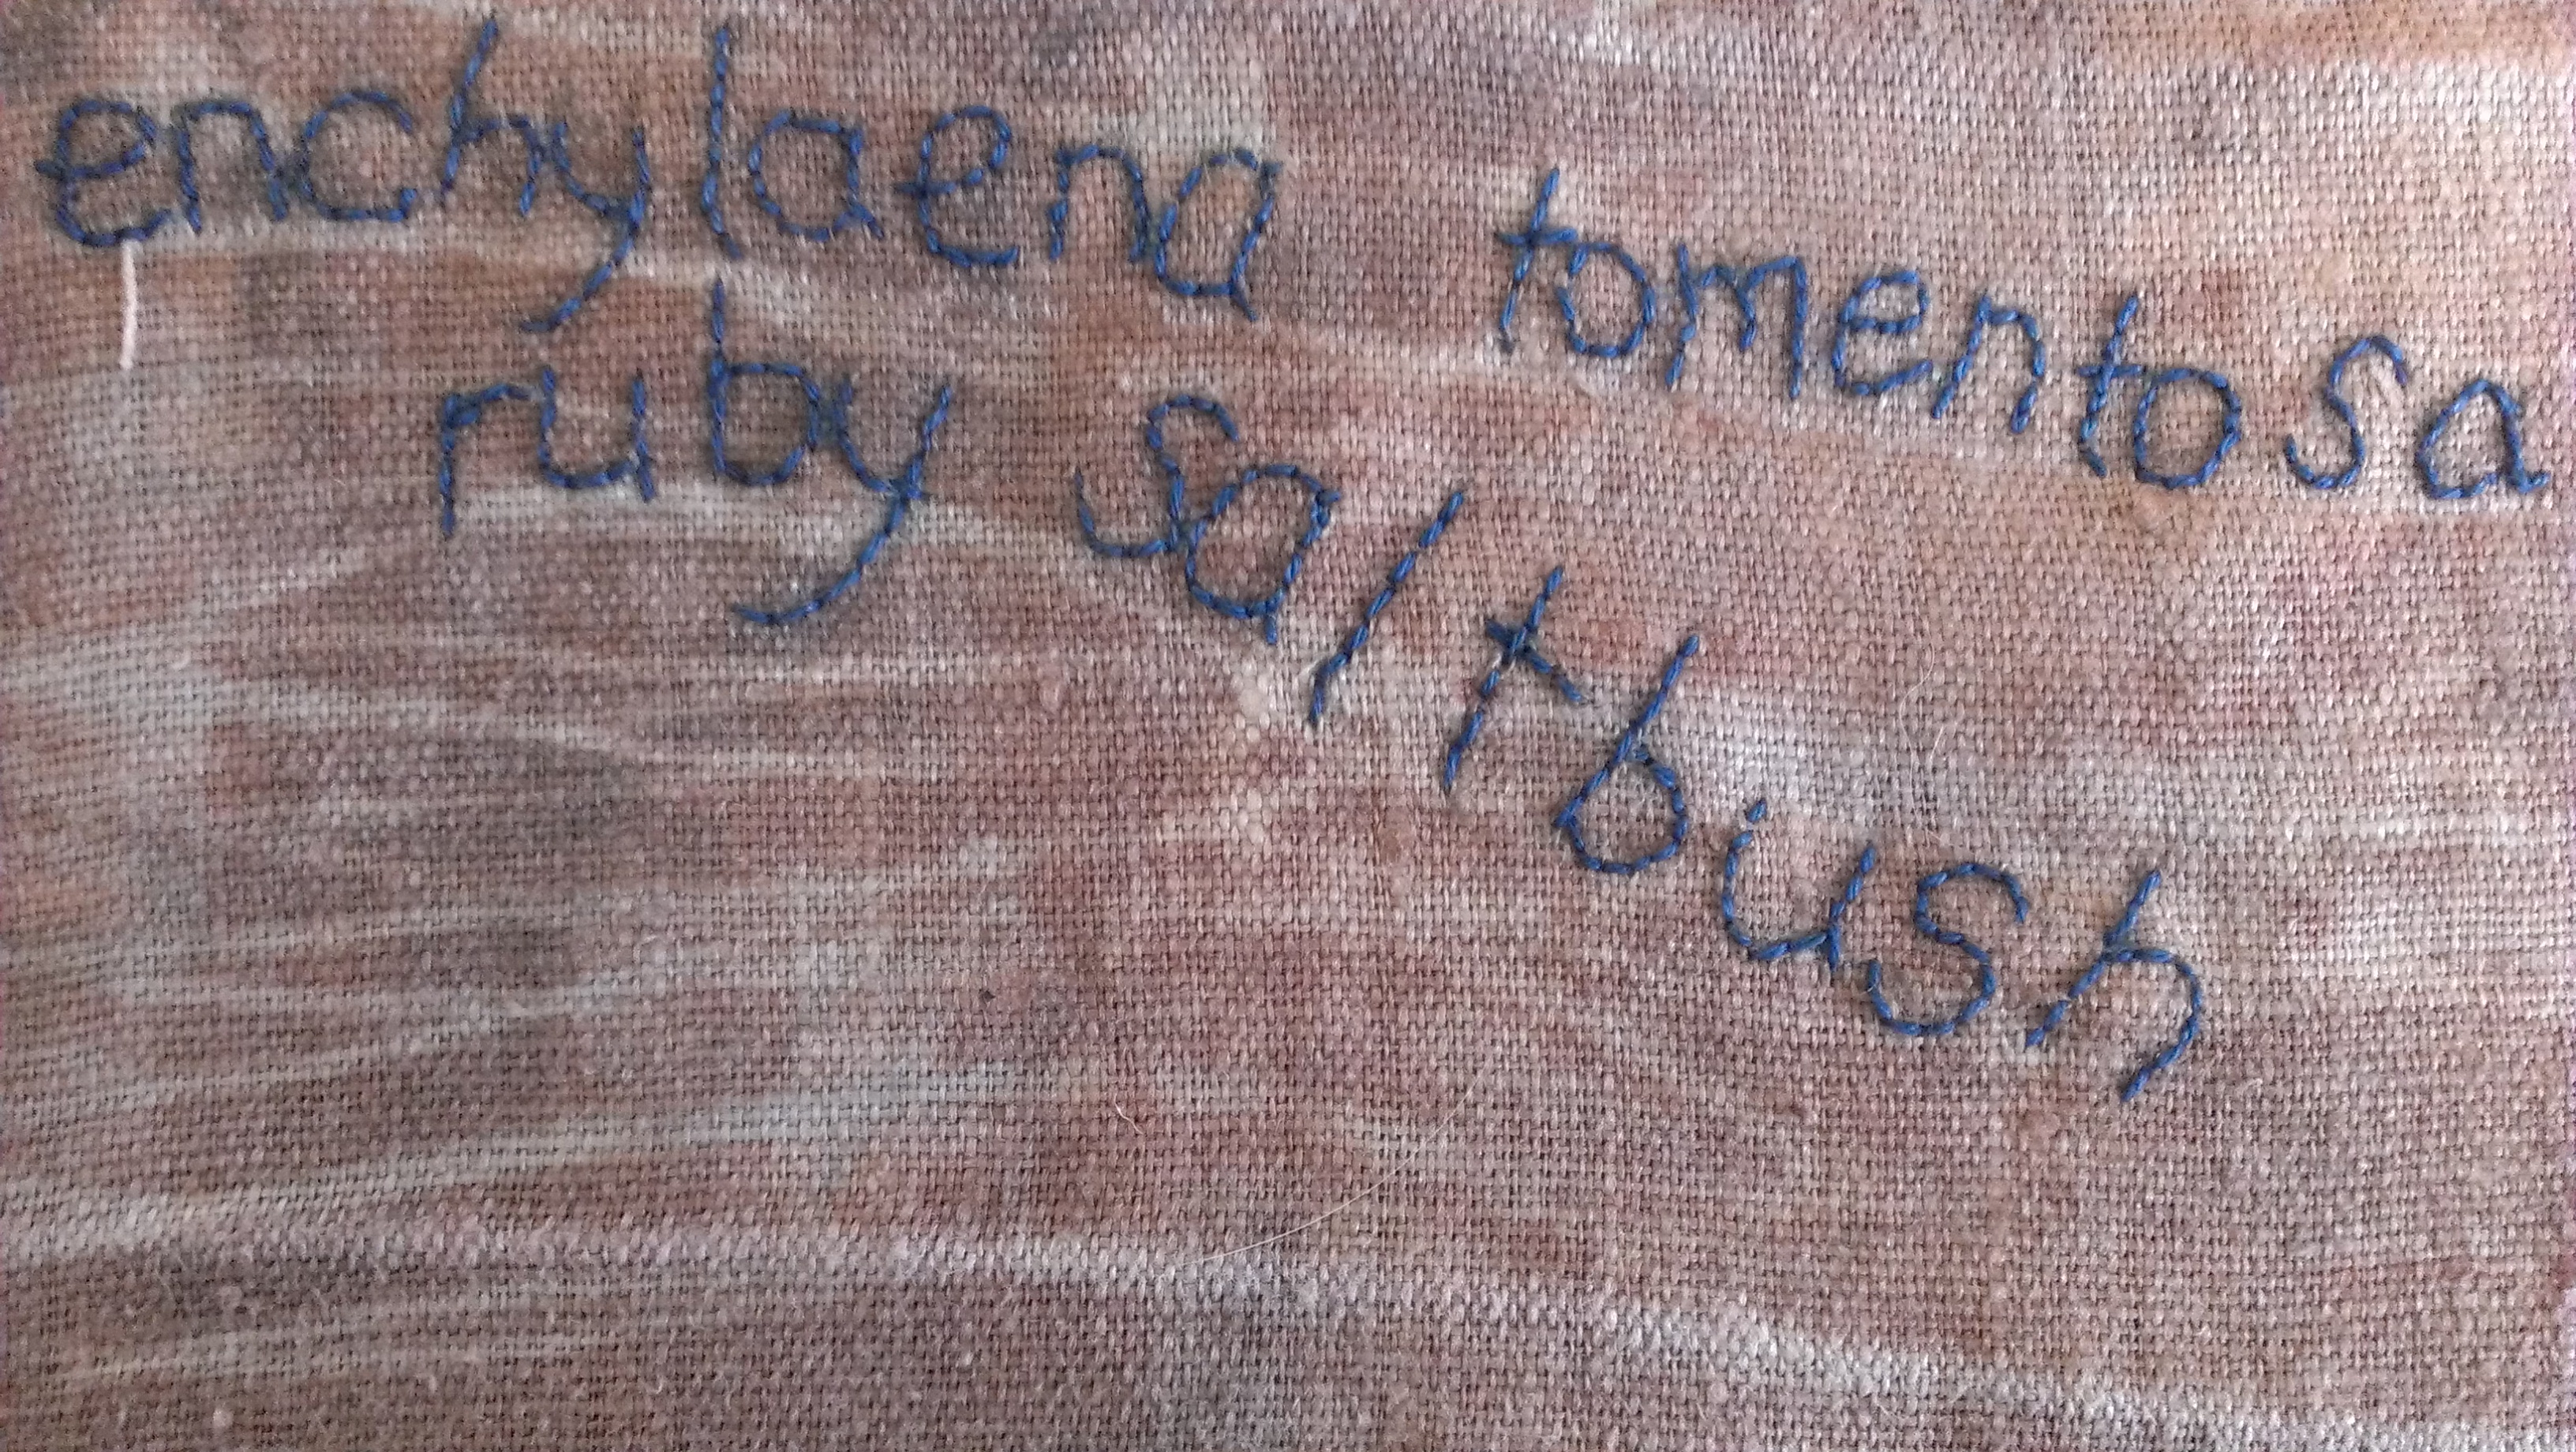 enchylaena tomentosa
ruby saltbush